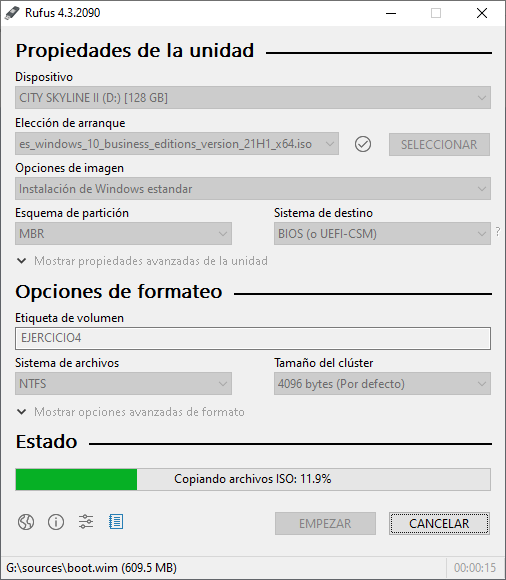 Rufus 4.3.2090
Propiedades de la unidad
Dispositivo
CITY SKYLINE II (D:) [128 GB]
Elección de arranque
es_windows_10_business_editions_version_21H1_x64.iso
SELECCIONAR
Opciones de imagen
Instalación de Windows estandar
Esquema de partición
Sistema de destino
MBR
BIOS (o UEFI-CSM)
?
Mostrar propiedades avanzadas de la unidad
Opciones de formateo
Etiqueta de volumen
EJERCICIO4
Sistema de archivos
Tamaño del clúster
NTFS
4096 bytes (Por defecto)
Mostrar opciones avanzadas de formato
Estado
Copiando archivos ISO: 11.9%
EMPEZAR
CANCELAR
G:\sources\boot.wim (609.5 MB)
00:00:15